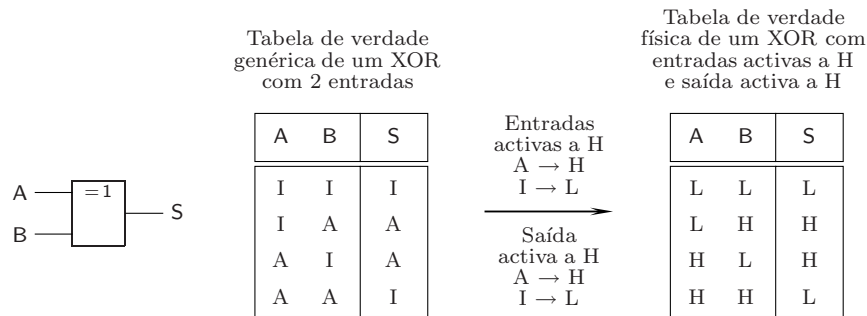 Tabela de verdade
genérica de um XOR
com 2 entradas
Tabela de verdade
física de um XOR com
entradas activas a H
e saída activa a H
A
B
= 1
S
A B S
I I I
I A A
A I A
A A I
Entradas
activas a H
A → H
I → L
Saída
activa a H
A → H
I → L
A B S
L L L
L H H
H L H
H H L